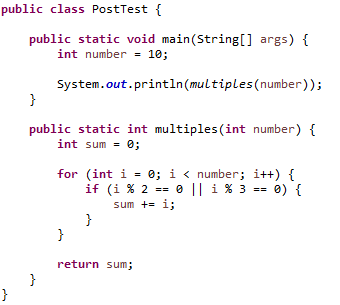 public class PostTest {
    public static void main(String[] args) {
        int number = 10;
        System.out.println(multiples(number));
    }
    public static int multiples(int number) {
        int sum = 0;
        for (int i = 0; i < number; i++) {
            if (i % 2 == 0 || i % 3 == 0) {
                sum += i;
            }
        }
        return sum;
    }
}